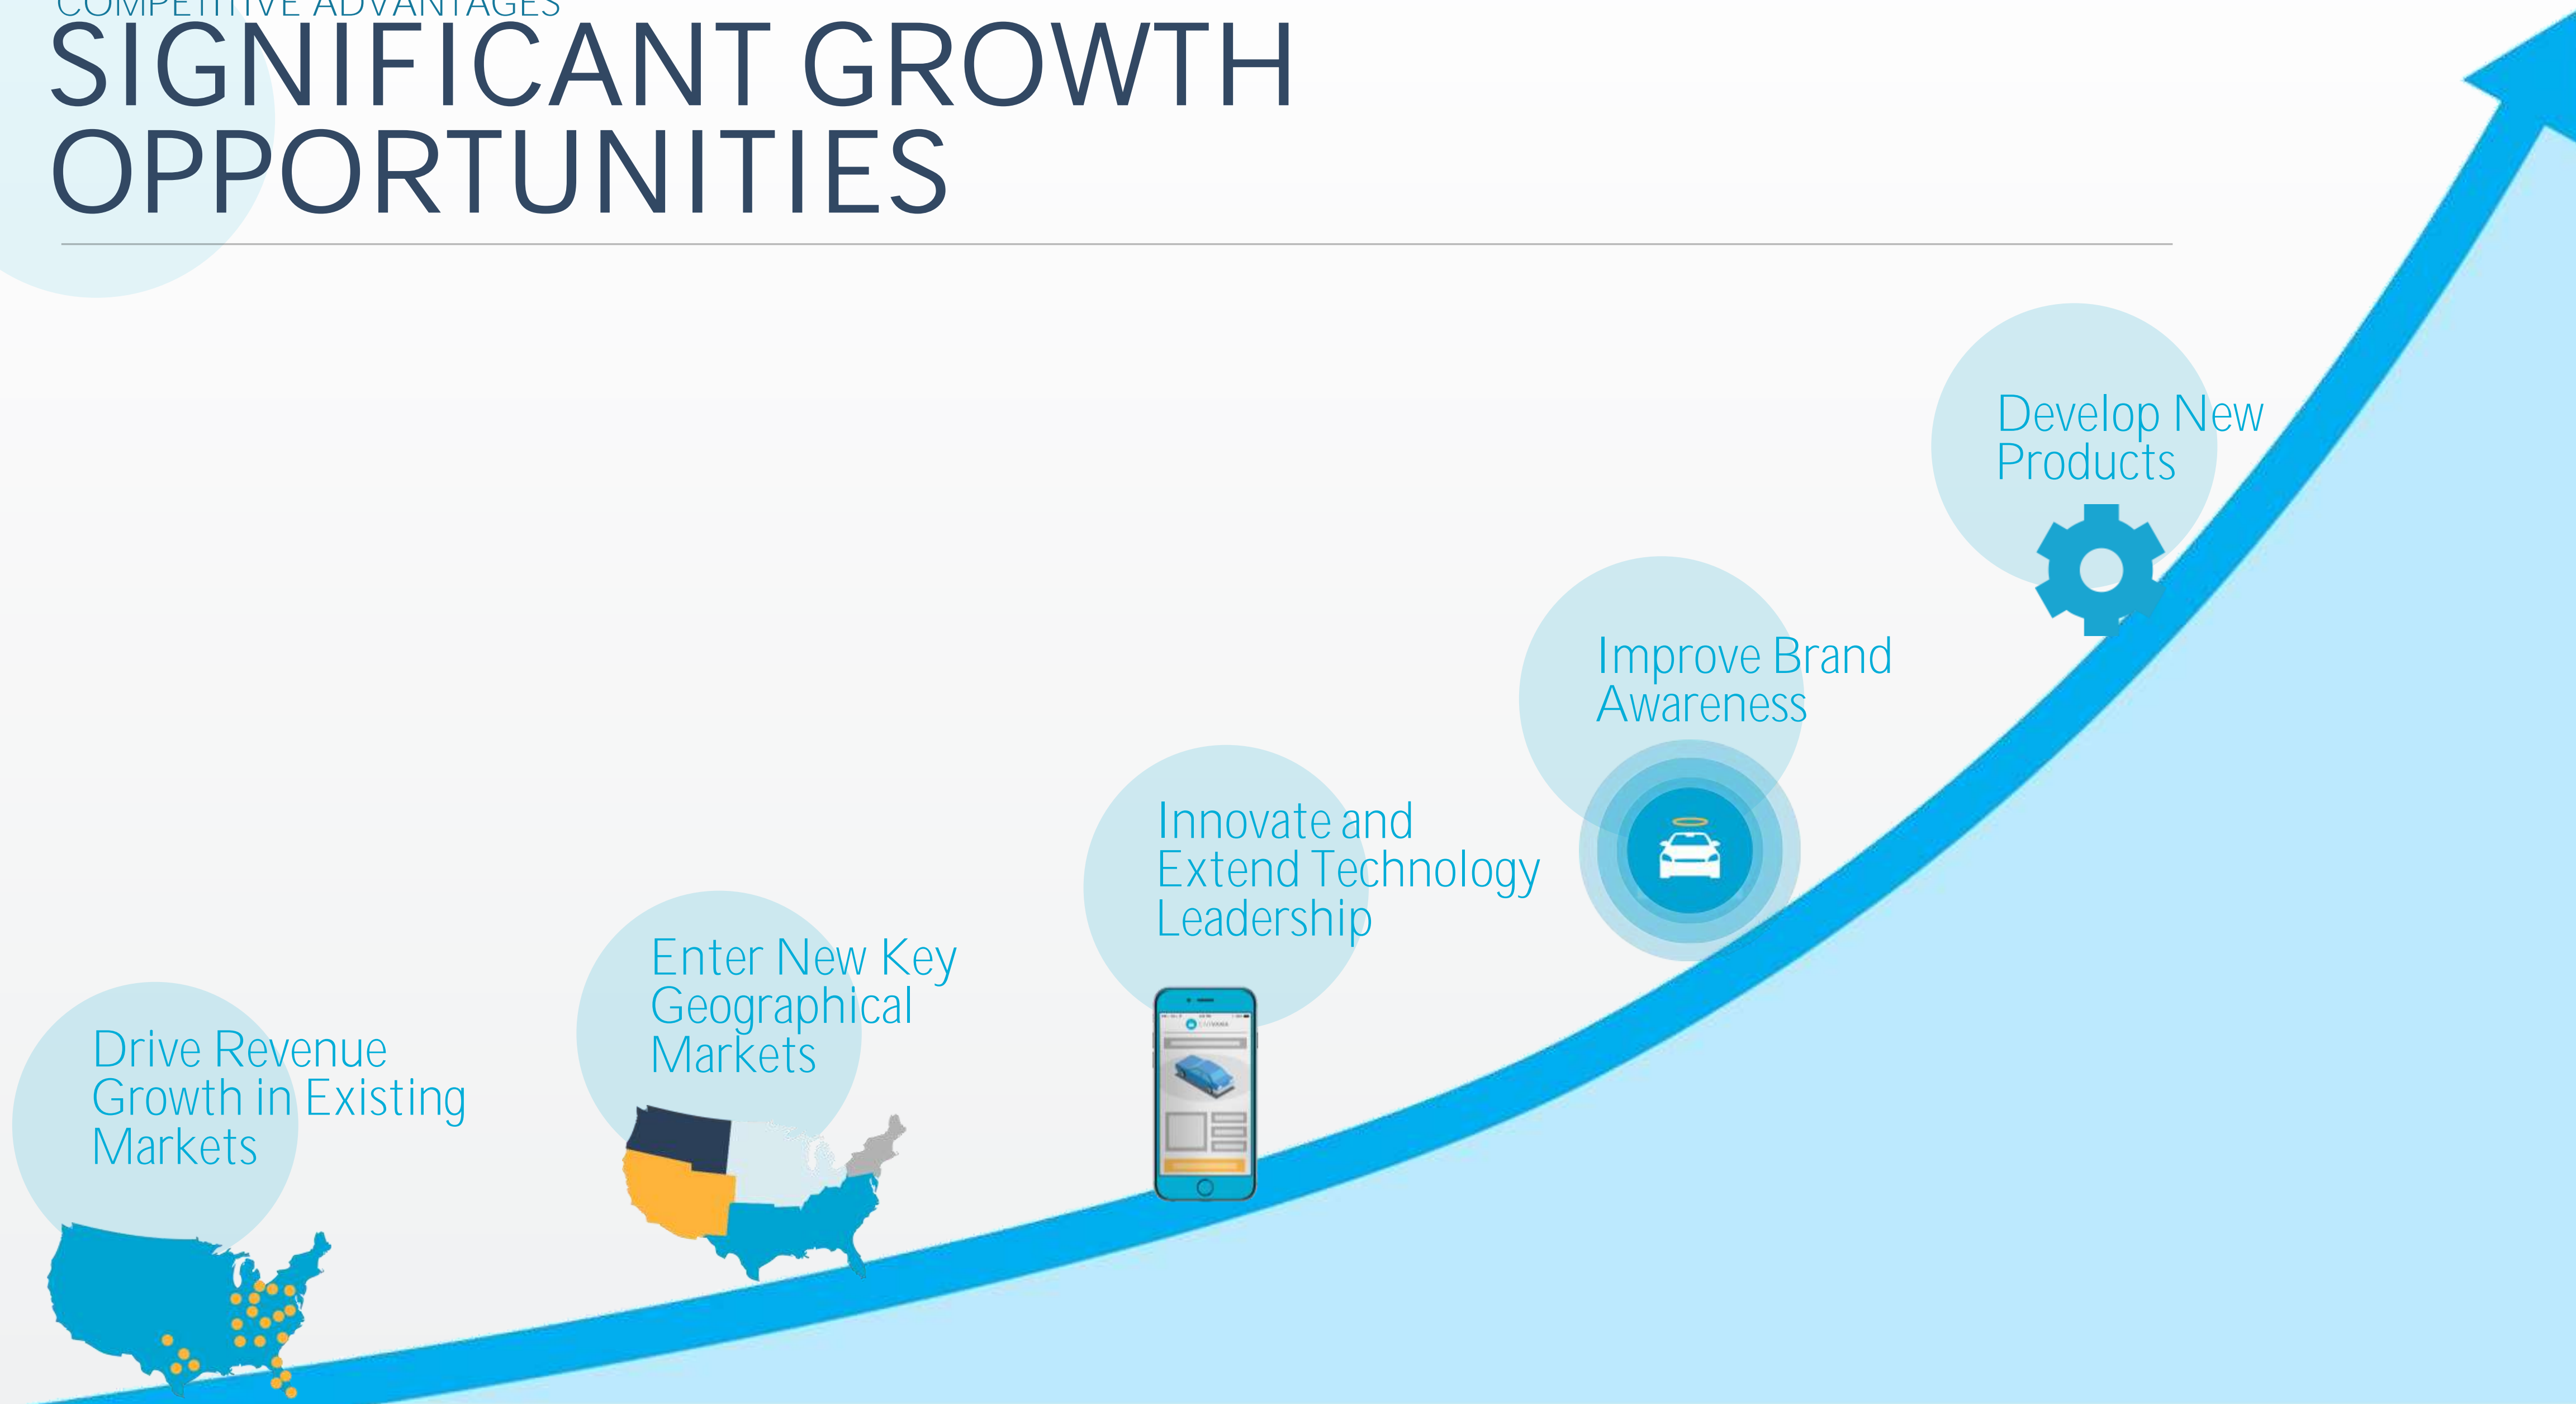 COMPETITIVE ADVANTAGES
SIGNIFICANT GROWTH
OPPORTUNITIES
Develop New
Products
Improve Brand
Awareness
Innovate and
Extend Technology
Leadership
Enter New Key
Geographical
Markets
Drive Revenue
Growth in Existing
Markets
CARVANA